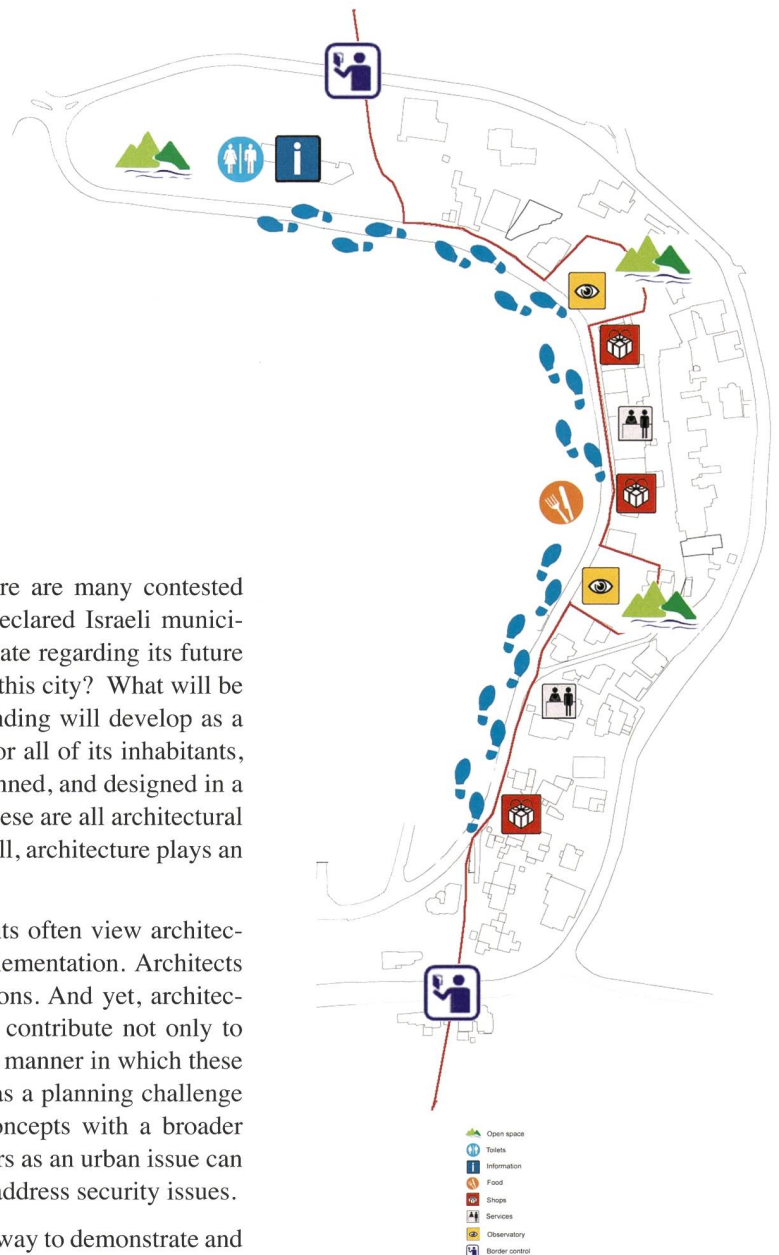 re are many contested
eclared Israeli munici-
ate regarding its future
this city? What will be
nding will develop as a
or all of its inhabitants,
nned, and designed in a
ese are all architectural
ll, architecture plays an
ts often view architec-
lementation. Architects
ons. And yet, architec-
contribute not only to
manner in which these
as a planning challenge
oncepts with a broader
rs as an urban issue can
address security issues.
way to demonstrate and
i
Open space
Toilets
Information
Food
Shops
Services
Observatory
Border control